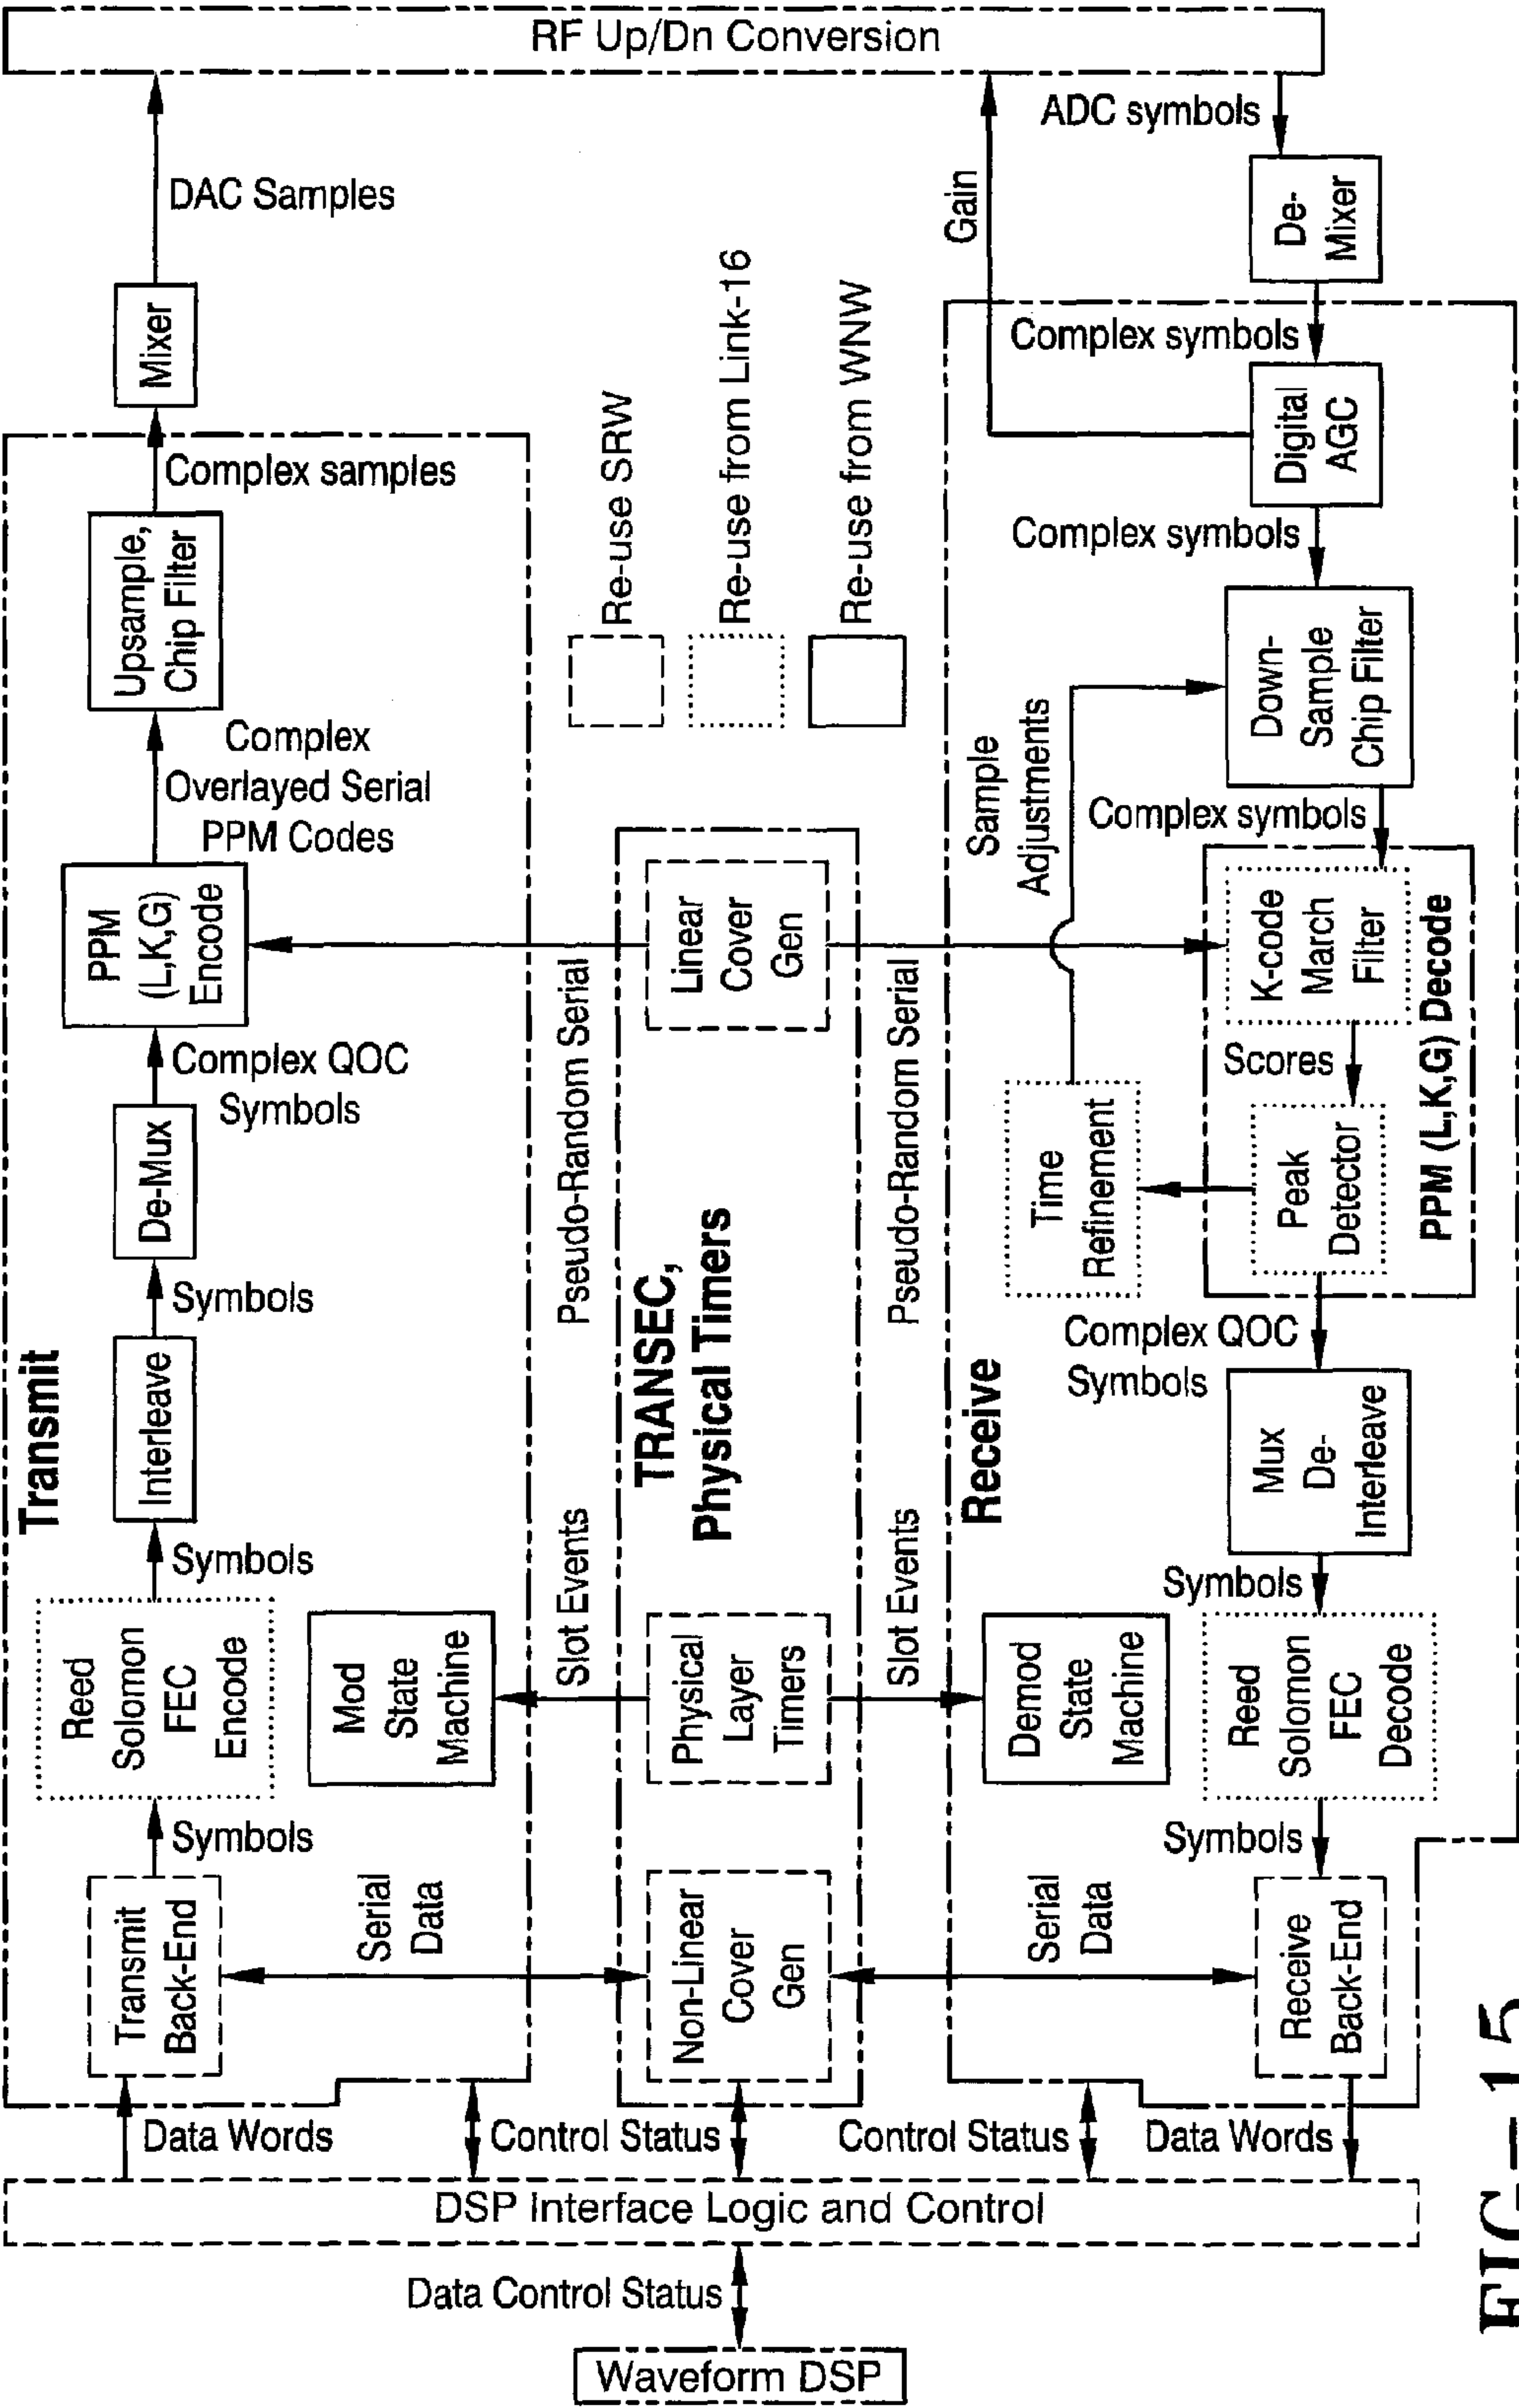 RF Up/Dn Conversion
DAC Samples
Gain
ADC symbols
Mixer
De-
Mixer
Complex samples
Complex symbols
Upsample,
Chip Filter
Digital
AGC
Re-use SRW
Re-use from Link-16
Re-use from WNW
Complex symbols
Complex
Overlayed Serial
PPM Codes
Down-
Sample
Chip Filter
Sample
Adjustments
Complex symbols
PPM
(L,K,G)
Encode
Linear
Cover
Gen
K-code
March
Filter
Pseudo-Random Serial
Pseudo-Random Serial
Complex QOC
Symbols
Scores
De-Mux
Time
Refinement
Peak
Detector
PPM (L,K,G) Decode
Symbols
Complex QOC
Symbols
Transmit
Interleave
TRANSEC,
Physical Timers
Receive
Mux
De-
Interleave
Symbols
Slot Events
Slot Events
Symbols
Reed
Solomon
FEC
Encode
Mod
State
Machine
Physical
Layer
Timers
Demod
State
Machine
Reed
Solomon
FEC
Decode
Symbols
Symbols
Transmit
Back-End
Serial
Data
Non-Linear
Cover
Gen
Serial
Data
Receive
Back-End
Data Words
Control Status
Control Status
Data Words
DSP Interface Logic and Control
Data Control Status
Waveform DSP
FIG-15